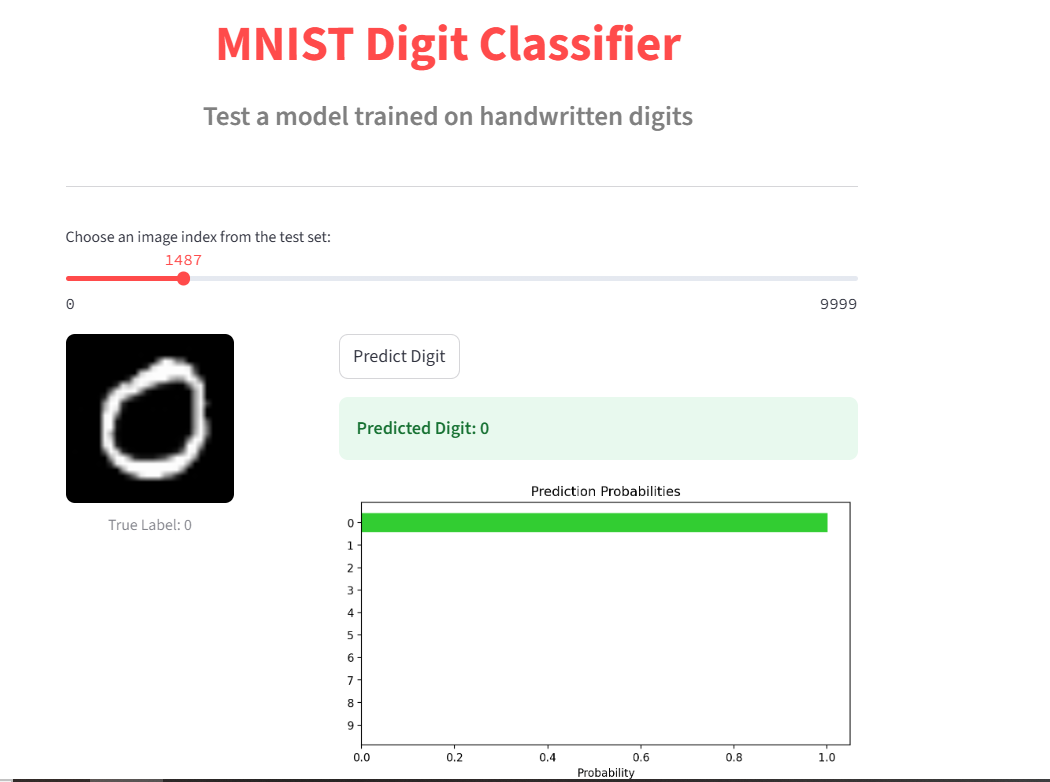 MNIST Digit Classifier
Test a model trained on handwritten digits
Choose an image index from the test set:
1487
0 9999
0
True Label: 0
Predict Digit
Predicted Digit: 0
Prediction Probabilities
0
1
2
3
4
5
6
7
8
9
0.0 0.2 0.4 0.6 0.8 1.0
Probability